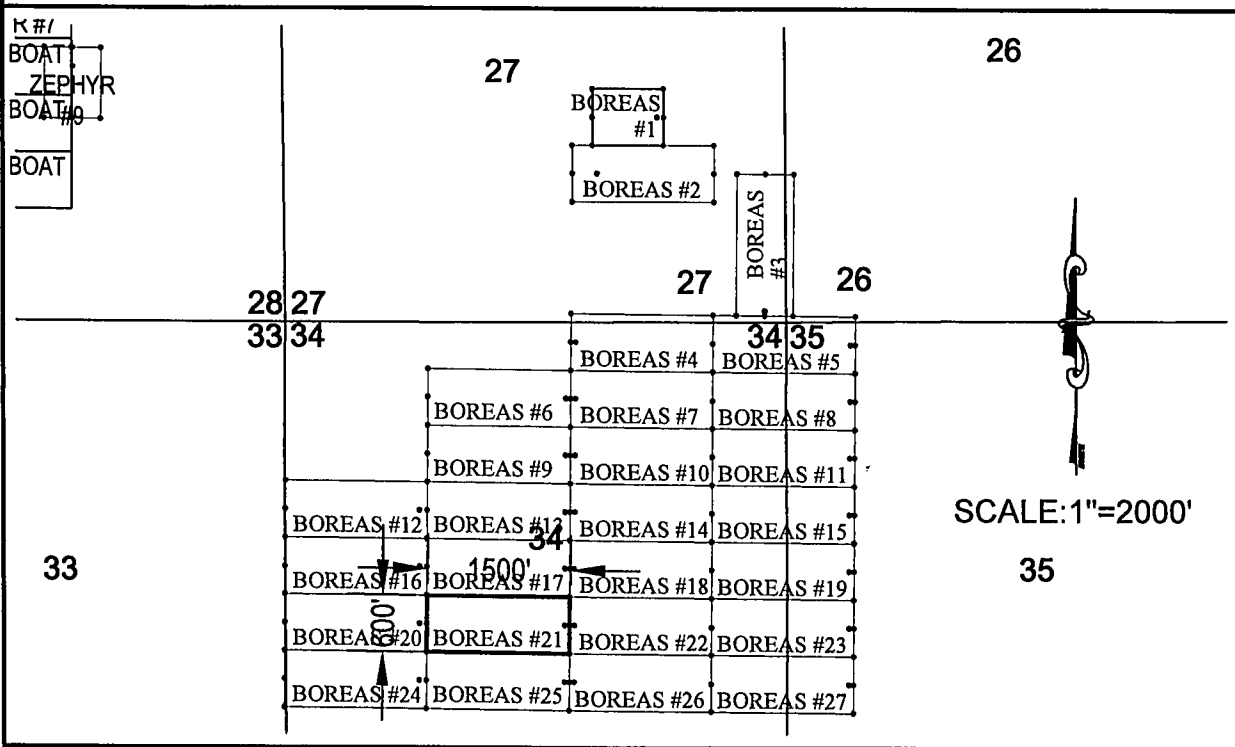 R #7
BOAT
ZEPHYR
#9
BOAT
BOAT
27
26
BOREAS
#1
BOREAS #2
BOREAS
#3
27
26
28 27
33 34
34 35
BOREAS #4
BOREAS #5
BOREAS #6
BOREAS #7
BOREAS #8
BOREAS #9
BOREAS #10
BOREAS #11
SCALE:1"=2000'
BOREAS #12
BOREAS #13
34
BOREAS #14
BOREAS #15
33
35
1500'
BOREAS #16
BOREAS #17
BOREAS #18
BOREAS #19
600'
BOREAS #20
BOREAS #21
BOREAS #22
BOREAS #23
BOREAS #24
BOREAS #25
BOREAS #26
BOREAS #27